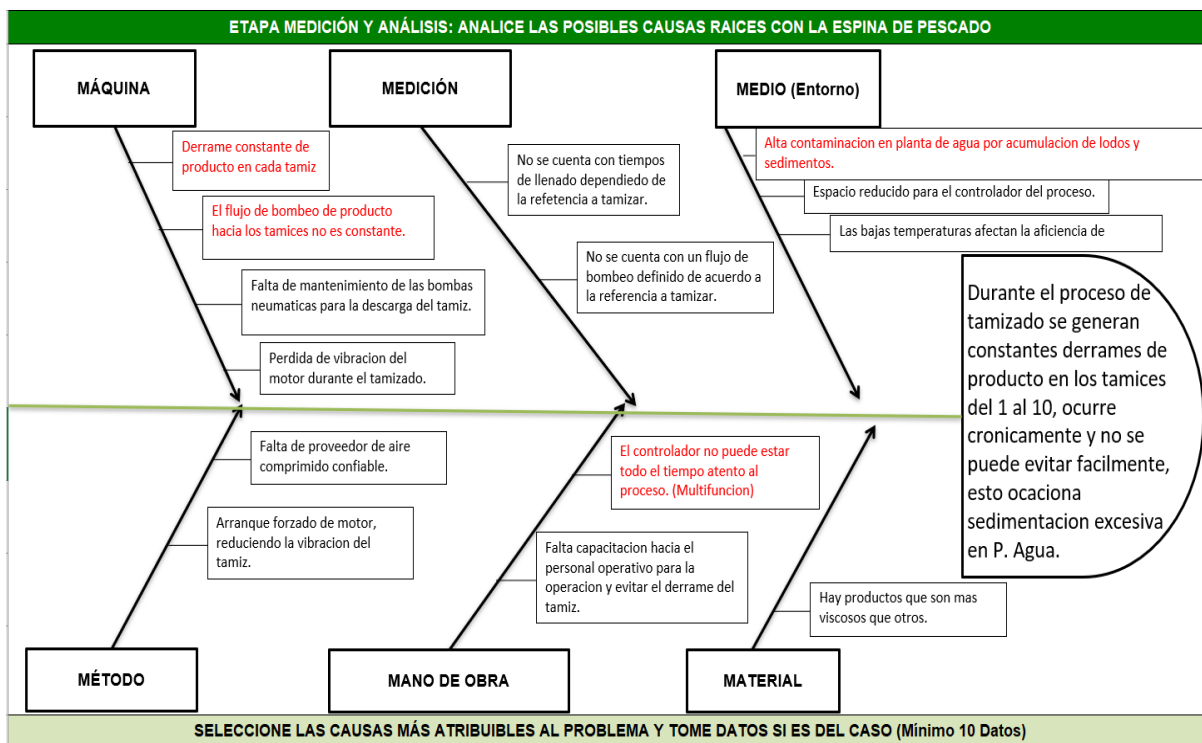 ETAPA MEDICIÓN Y ANÁLISIS: ANALICE LAS POSIBLES CAUSAS RAICES CON LA ESPINA DE PESCADO
MÁQUINA
Derrame constante de
producto en cada tamiz
El flujo de bombeo de producto
hacia los tamices no es constante.
Falta de mantenimiento de las bombas
neumaticas para la descarga del tamiz.
Perdida de vibracion del
motor durante el tamizado.
MEDICIÓN
No se cuenta con tiempos
de llenado dependiedo de
la refetencia a tamizar.
No se cuenta con un flujo de
bombeo definido de acuerdo a
la referencia a tamizar.
MEDIO (Entorno)
Alta contaminacion en planta de agua por acumulacion de lodos y
sedimentos.
Espacio reducido para el controlador del proceso.
Las bajas temperaturas afectan la aficiencia de
Durante el proceso de
tamizado se generan
constantes derrames de
producto en los tamices
del 1 al 10, ocurre
cronicamente y no se
puede evitar facilmente,
esto ocaciona
sedimentacion excesiva
en P. Agua.
Falta de proveedor de aire
comprimido confiable.
Arranque forzado de motor,
reduciendo la vibracion del
tamiz.
MÉTODO
El controlador no puede estar
todo el tiempo atento al
proceso. (Multifuncion)
Falta capacitacion hacia el
personal operativo para la
operacion y evitar el derrame del
tamiz.
MANO DE OBRA
Hay productos que son mas
viscosos que otros.
MATERIAL
SELECCIONE LAS CAUSAS MÁS ATRIBUIBLES AL PROBLEMA Y TOME DATOS SI ES DEL CASO (Mínimo 10 Datos)